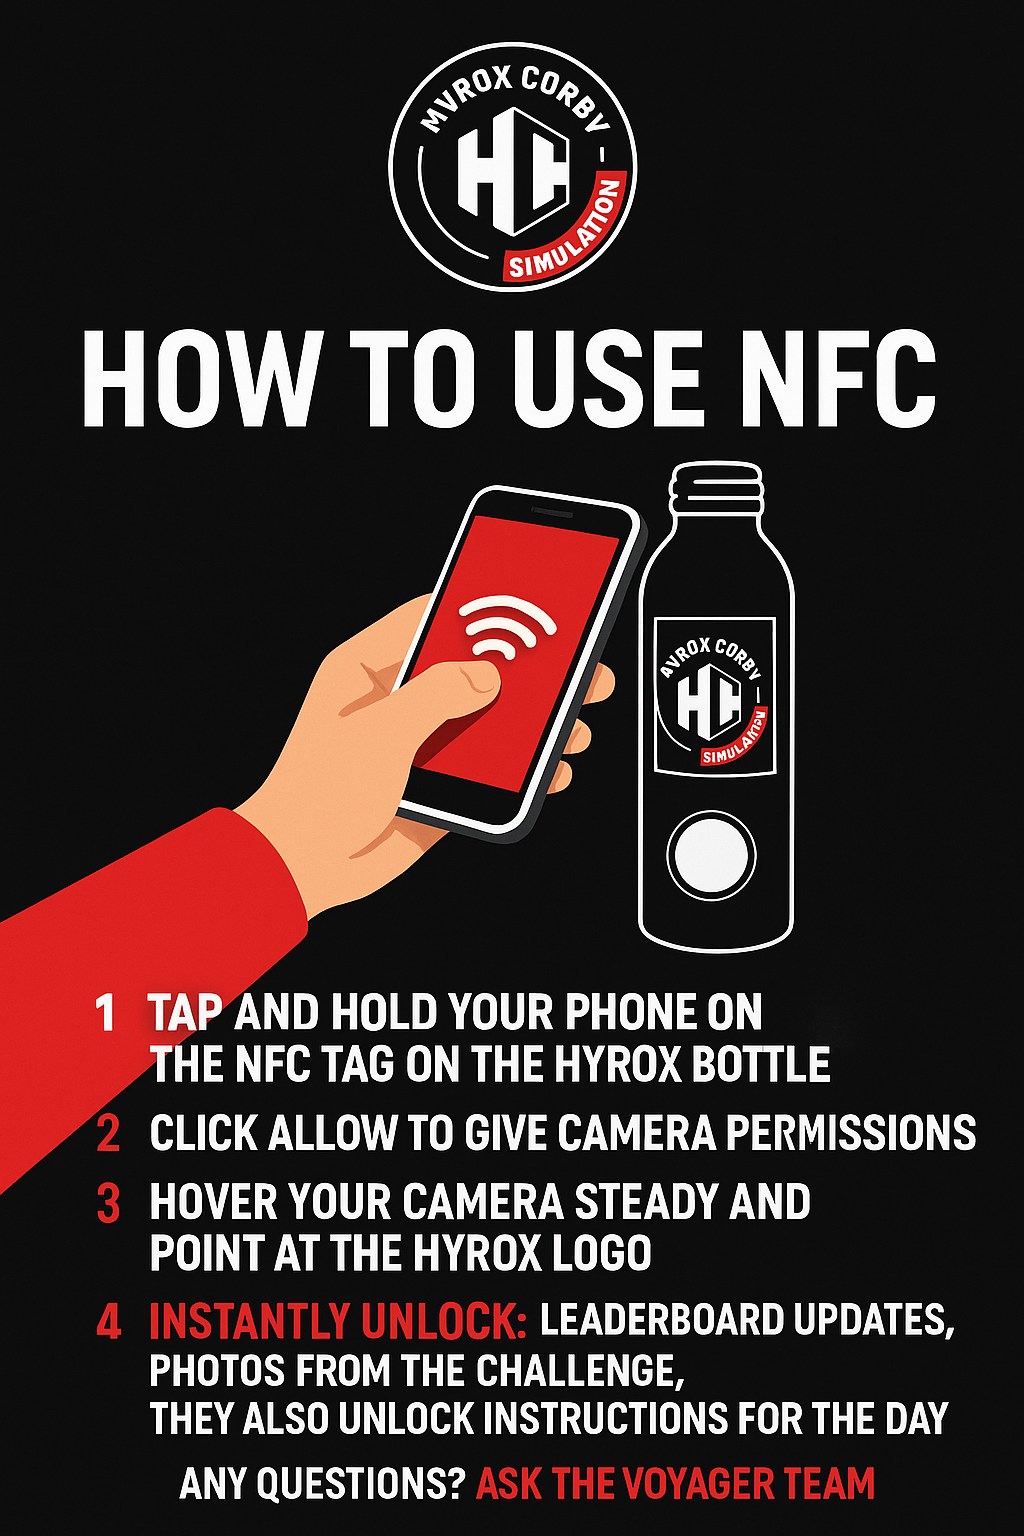 MVROX CORBY
HC
SIMULATION
HOW TO USE NFC
AVROX CORBY
HC
1 TAP AND HOLD YOUR PHONE ON
THE NFC TAG ON THE HYROX BOTTLE
2 CLICK ALLOW TO GIVE CAMERA PERMISSIONS
3 HOVER YOUR CAMERA STEADY AND
POINT AT THE HYROX LOGO
4 INSTANTLY UNLOCK: LEADERBOARD UPDATES,
PHOTOS FROM THE CHALLENGE,
THEY ALSO UNLOCK INSTRUCTIONS FOR THE DAY
ANY QUESTIONS? ASK THE VOYAGER TEAM